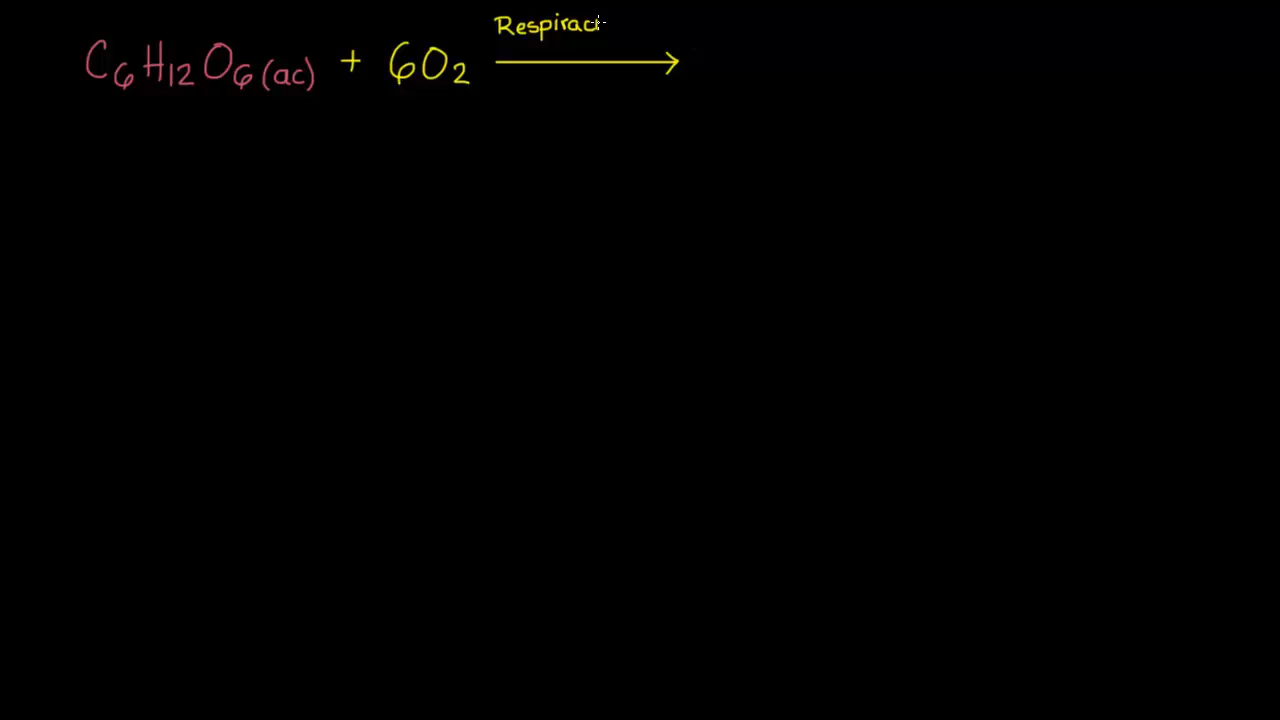 Respirac
C₆H₁₂O₆(ac) + 6O₂ →